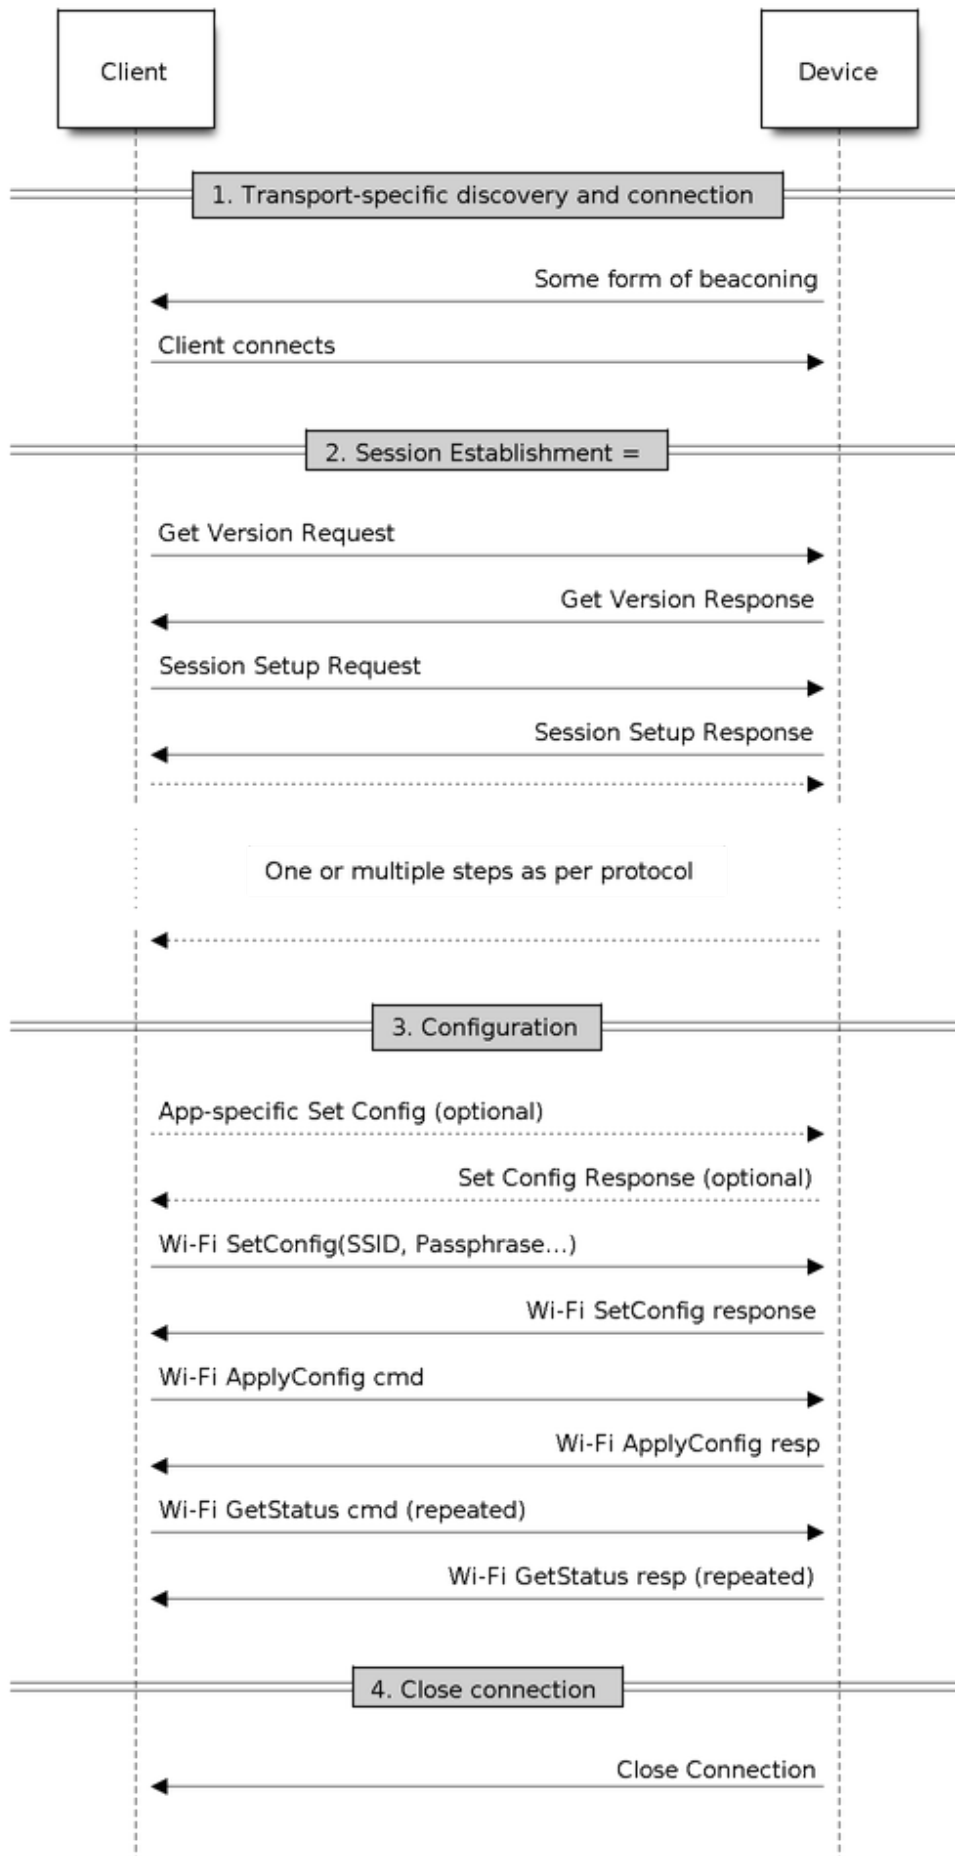 Client
Device
1. Transport-specific discovery and connection
Some form of beaconing
Client connects
2. Session Establishment =
Get Version Request
Get Version Response
Session Setup Request
Session Setup Response
One or multiple steps as per protocol
3. Configuration
App-specific Set Config (optional)
Set Config Response (optional)
Wi-Fi SetConfig(SSID, Passphrase...)
Wi-Fi SetConfig response
Wi-Fi ApplyConfig cmd
Wi-Fi ApplyConfig resp
Wi-Fi GetStatus cmd (repeated)
Wi-Fi GetStatus resp (repeated)
4. Close connection
Close Connection